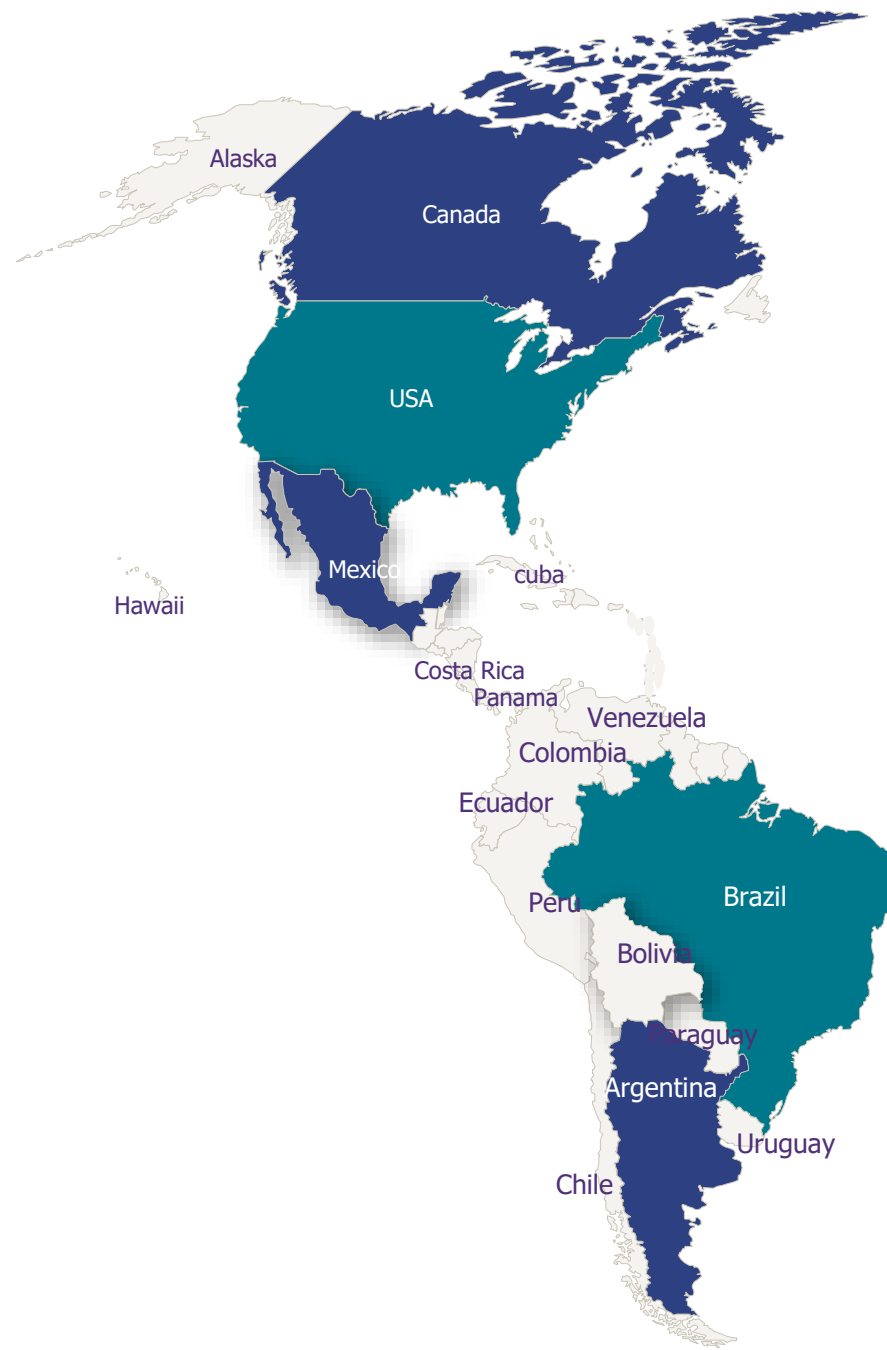 Alaska
Canada
USA
Mexico
cuba
Hawaii
Costa Rica
Panama
Venezuela
Colombia
Ecuador
Brazil
Peru
Bolivia
Paraguay
Argentina
Uruguay
Chile